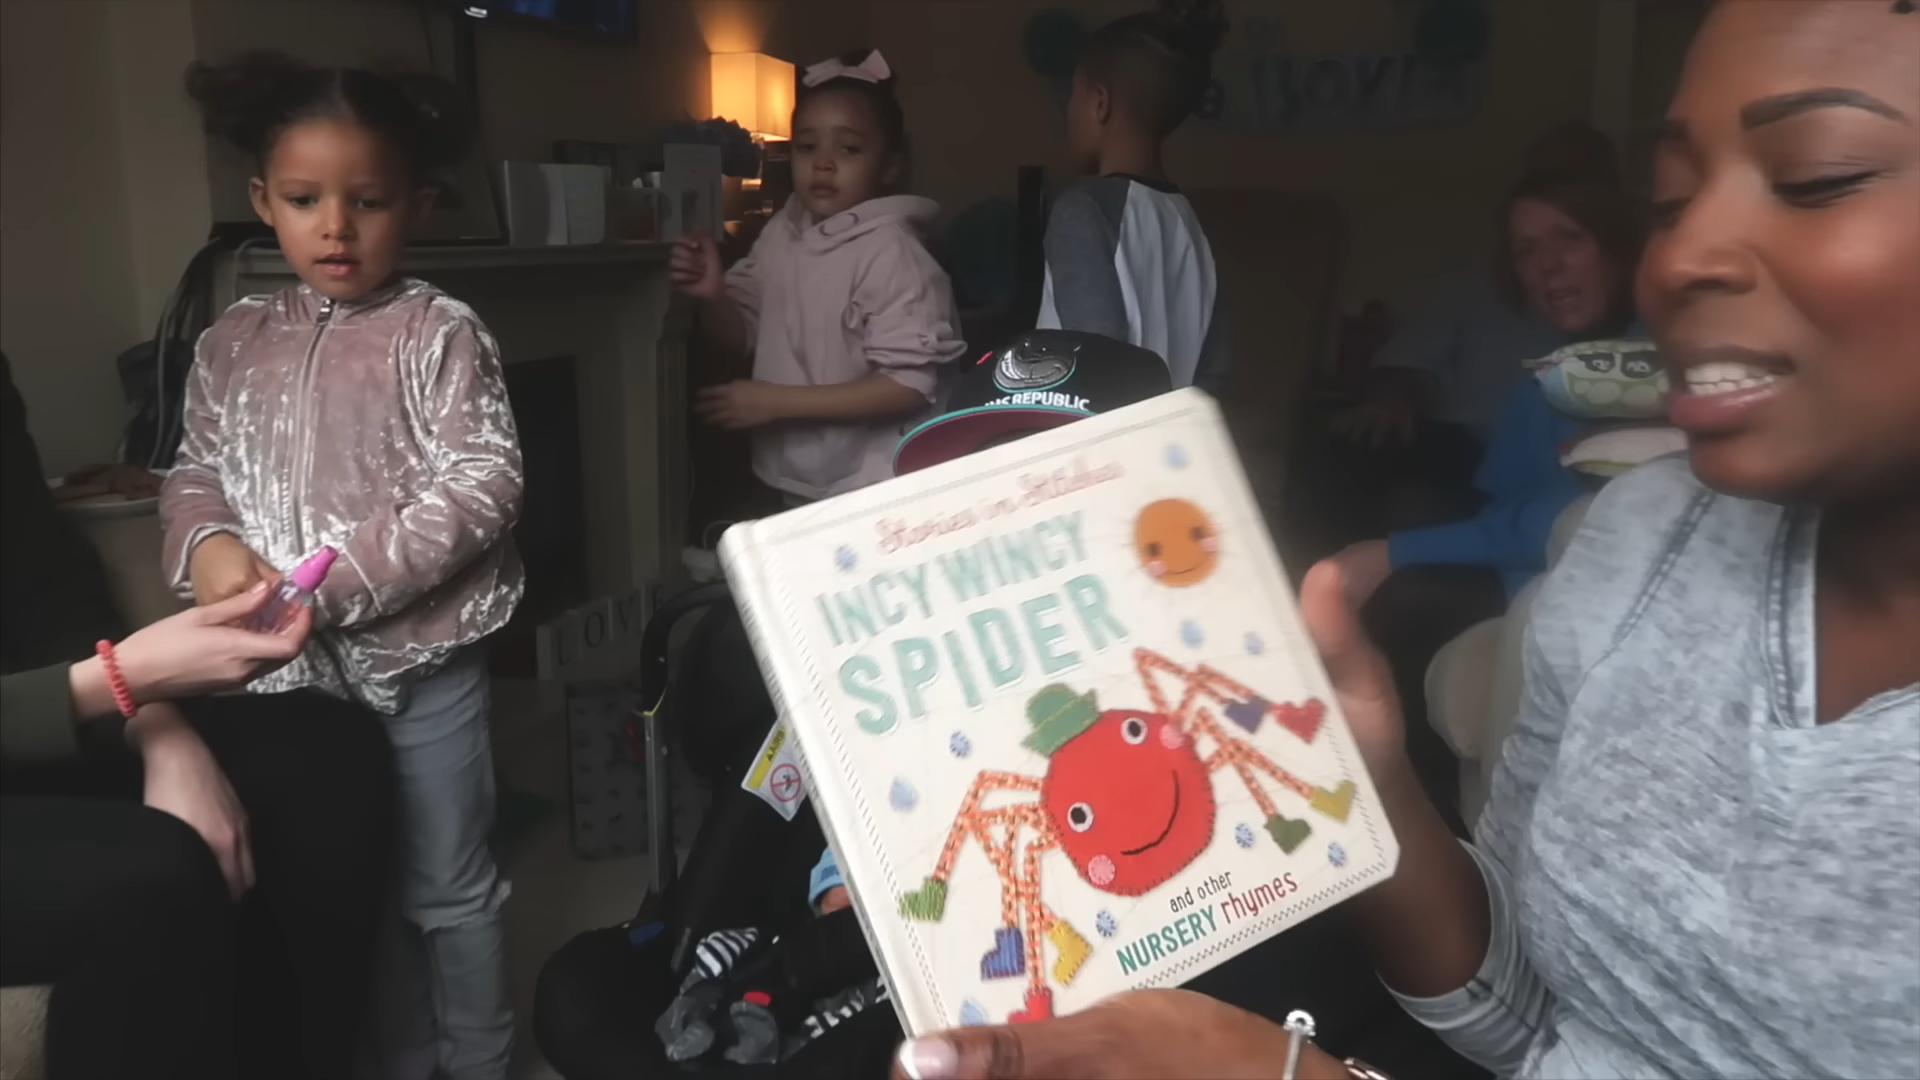 REPUBLIC
Stories in Stitches
INCY WINCY
SPIDER
LOVE
and other
NURSERY rhymes